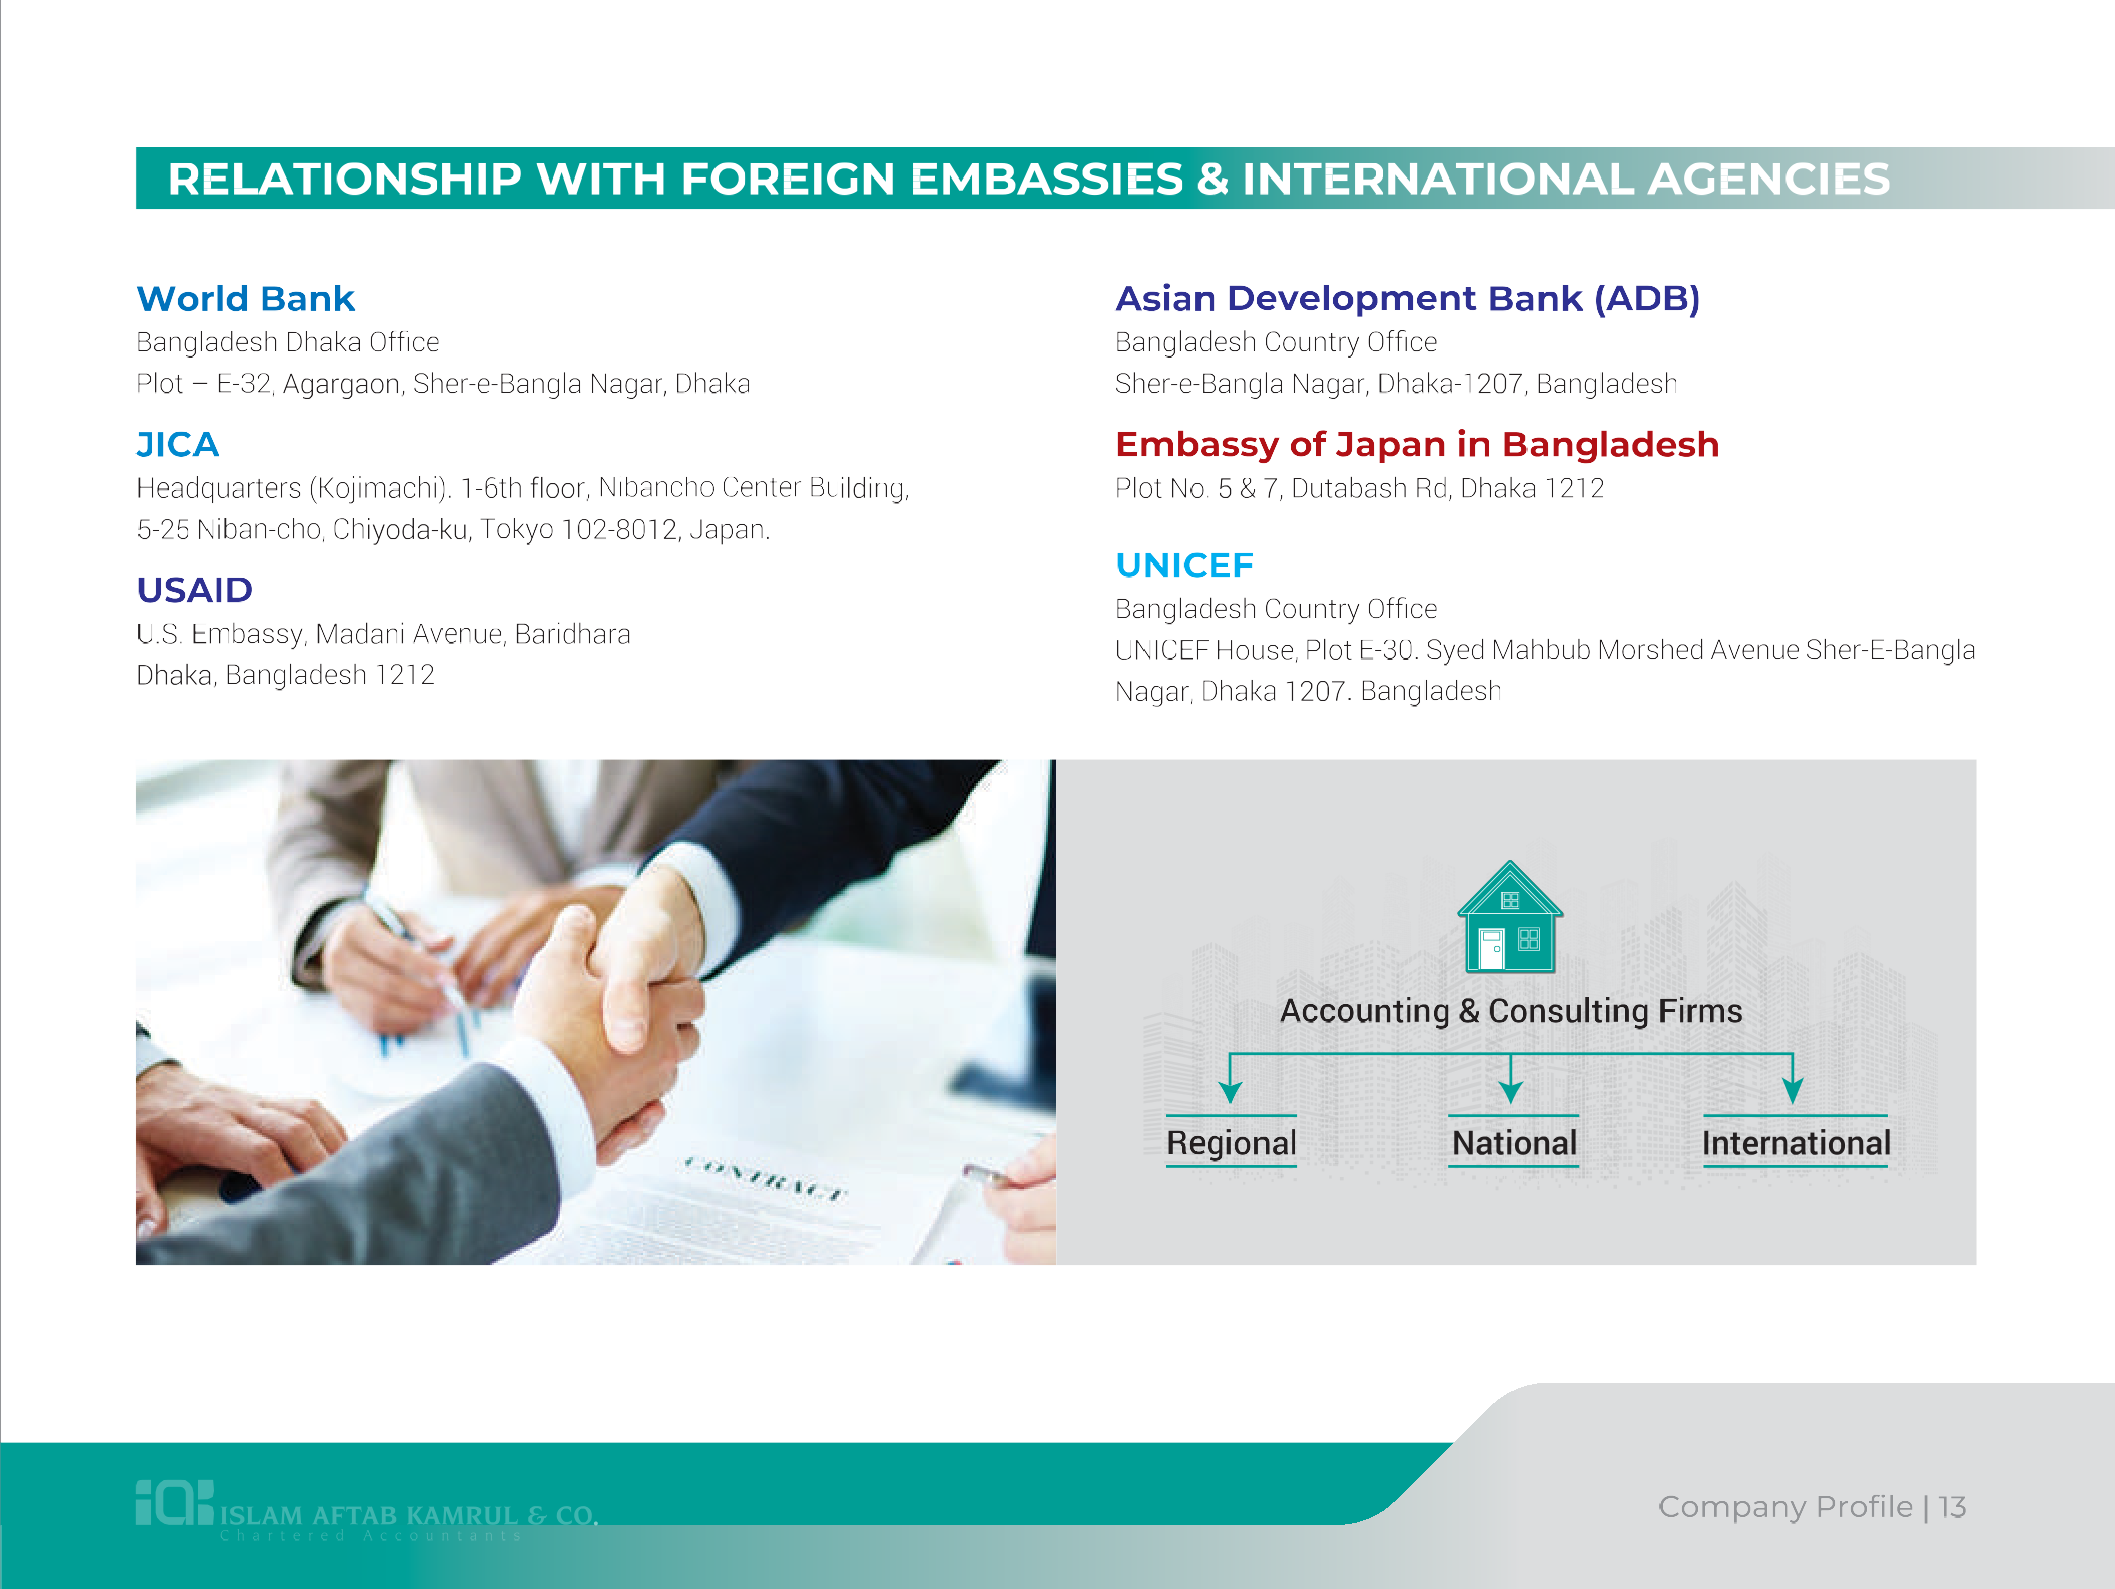 RELATIONSHIP WITH FOREIGN EMBASSIES & INTERNATIONAL AGENCIES
World Bank
Bangladesh Dhaka Office
Plot – E-32, Agargaon, Sher-e-Bangla Nagar, Dhaka
JICA
Headquarters (Kojimachi). 1-6th floor, Nibancho Center Building,
5-25 Niban-cho, Chiyoda-ku, Tokyo 102-8012, Japan.
USAID
U.S. Embassy, Madani Avenue, Baridhara
Dhaka, Bangladesh 1212
Asian Development Bank (ADB)
Bangladesh Country Office
Sher-e-Bangla Nagar, Dhaka-1207, Bangladesh
Embassy of Japan in Bangladesh
Plot No. 5 & 7, Dutabash Rd, Dhaka 1212
UNICEF
Bangladesh Country Office
UNICEF House, Plot E-30. Syed Mahbub Morshed Avenue Sher-E-Bangla
Nagar, Dhaka 1207. Bangladesh
CONTRACT
Accounting & Consulting Firms
Regional
National
International
ISLAM AFTAB KAMRUL & CO.
Chartered Accountants
Company Profile | 13